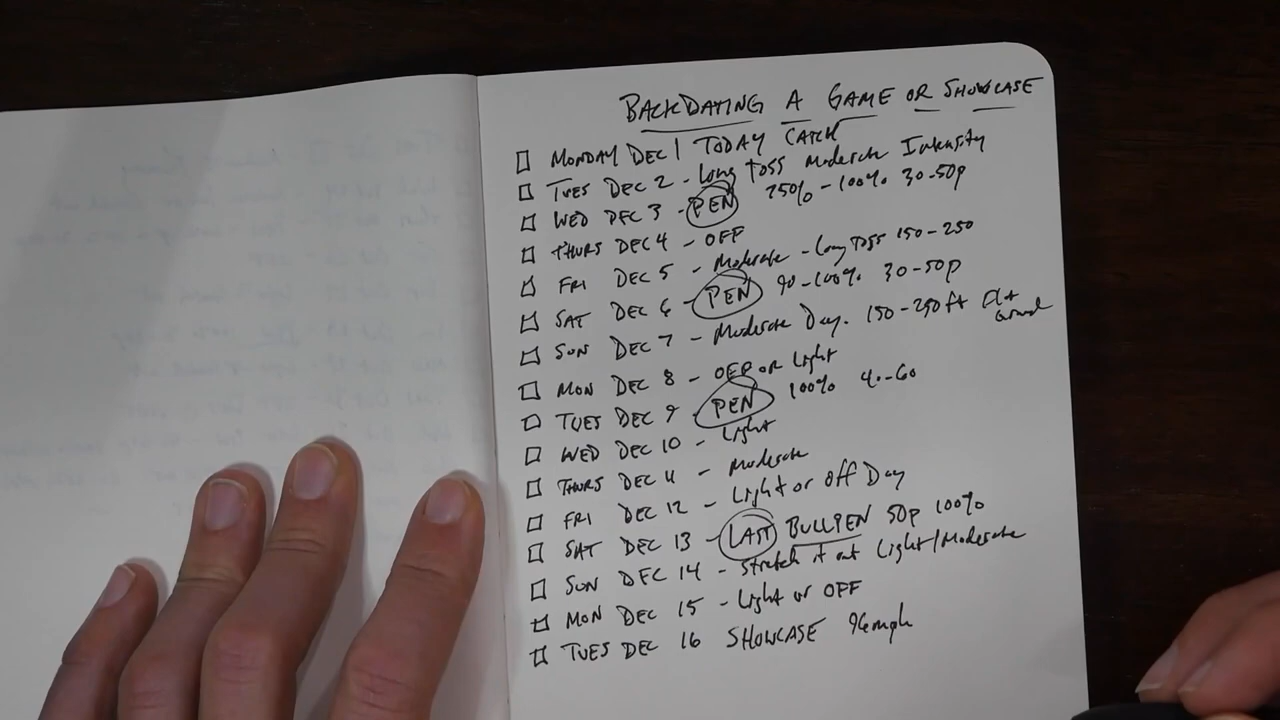 BACKDATING A GAME OR SHOWCASE
MONDAY DEC 1 TODAY CATCH
TUES DEC 2 - Long Toss Moderate Intensity
WED DEC 3 - PEN 75% - 100% 30-50p
THURS DEC 4 - OFF
FRI DEC 5 - Moderate - Long Toss 150-250
SAT DEC 6 - PEN 90-100% 30-50p
SUN DEC 7 - Moderate Day. 150-250ft Flat Ground
MON DEC 8 - OFF OR Light
TUES DEC 9 - PEN 100% 40-60
WED DEC 10 - Light
THURS DEC 11 - Moderate
FRI DEC 12 - Light or off Day
SAT DEC 13 - LAST BULLPEN 50p 100%
SUN DEC 14 - Stretch it out Light/Moderate
MON DEC 15 - Light or OFF
TUES DEC 16 SHOWCASE 96mph